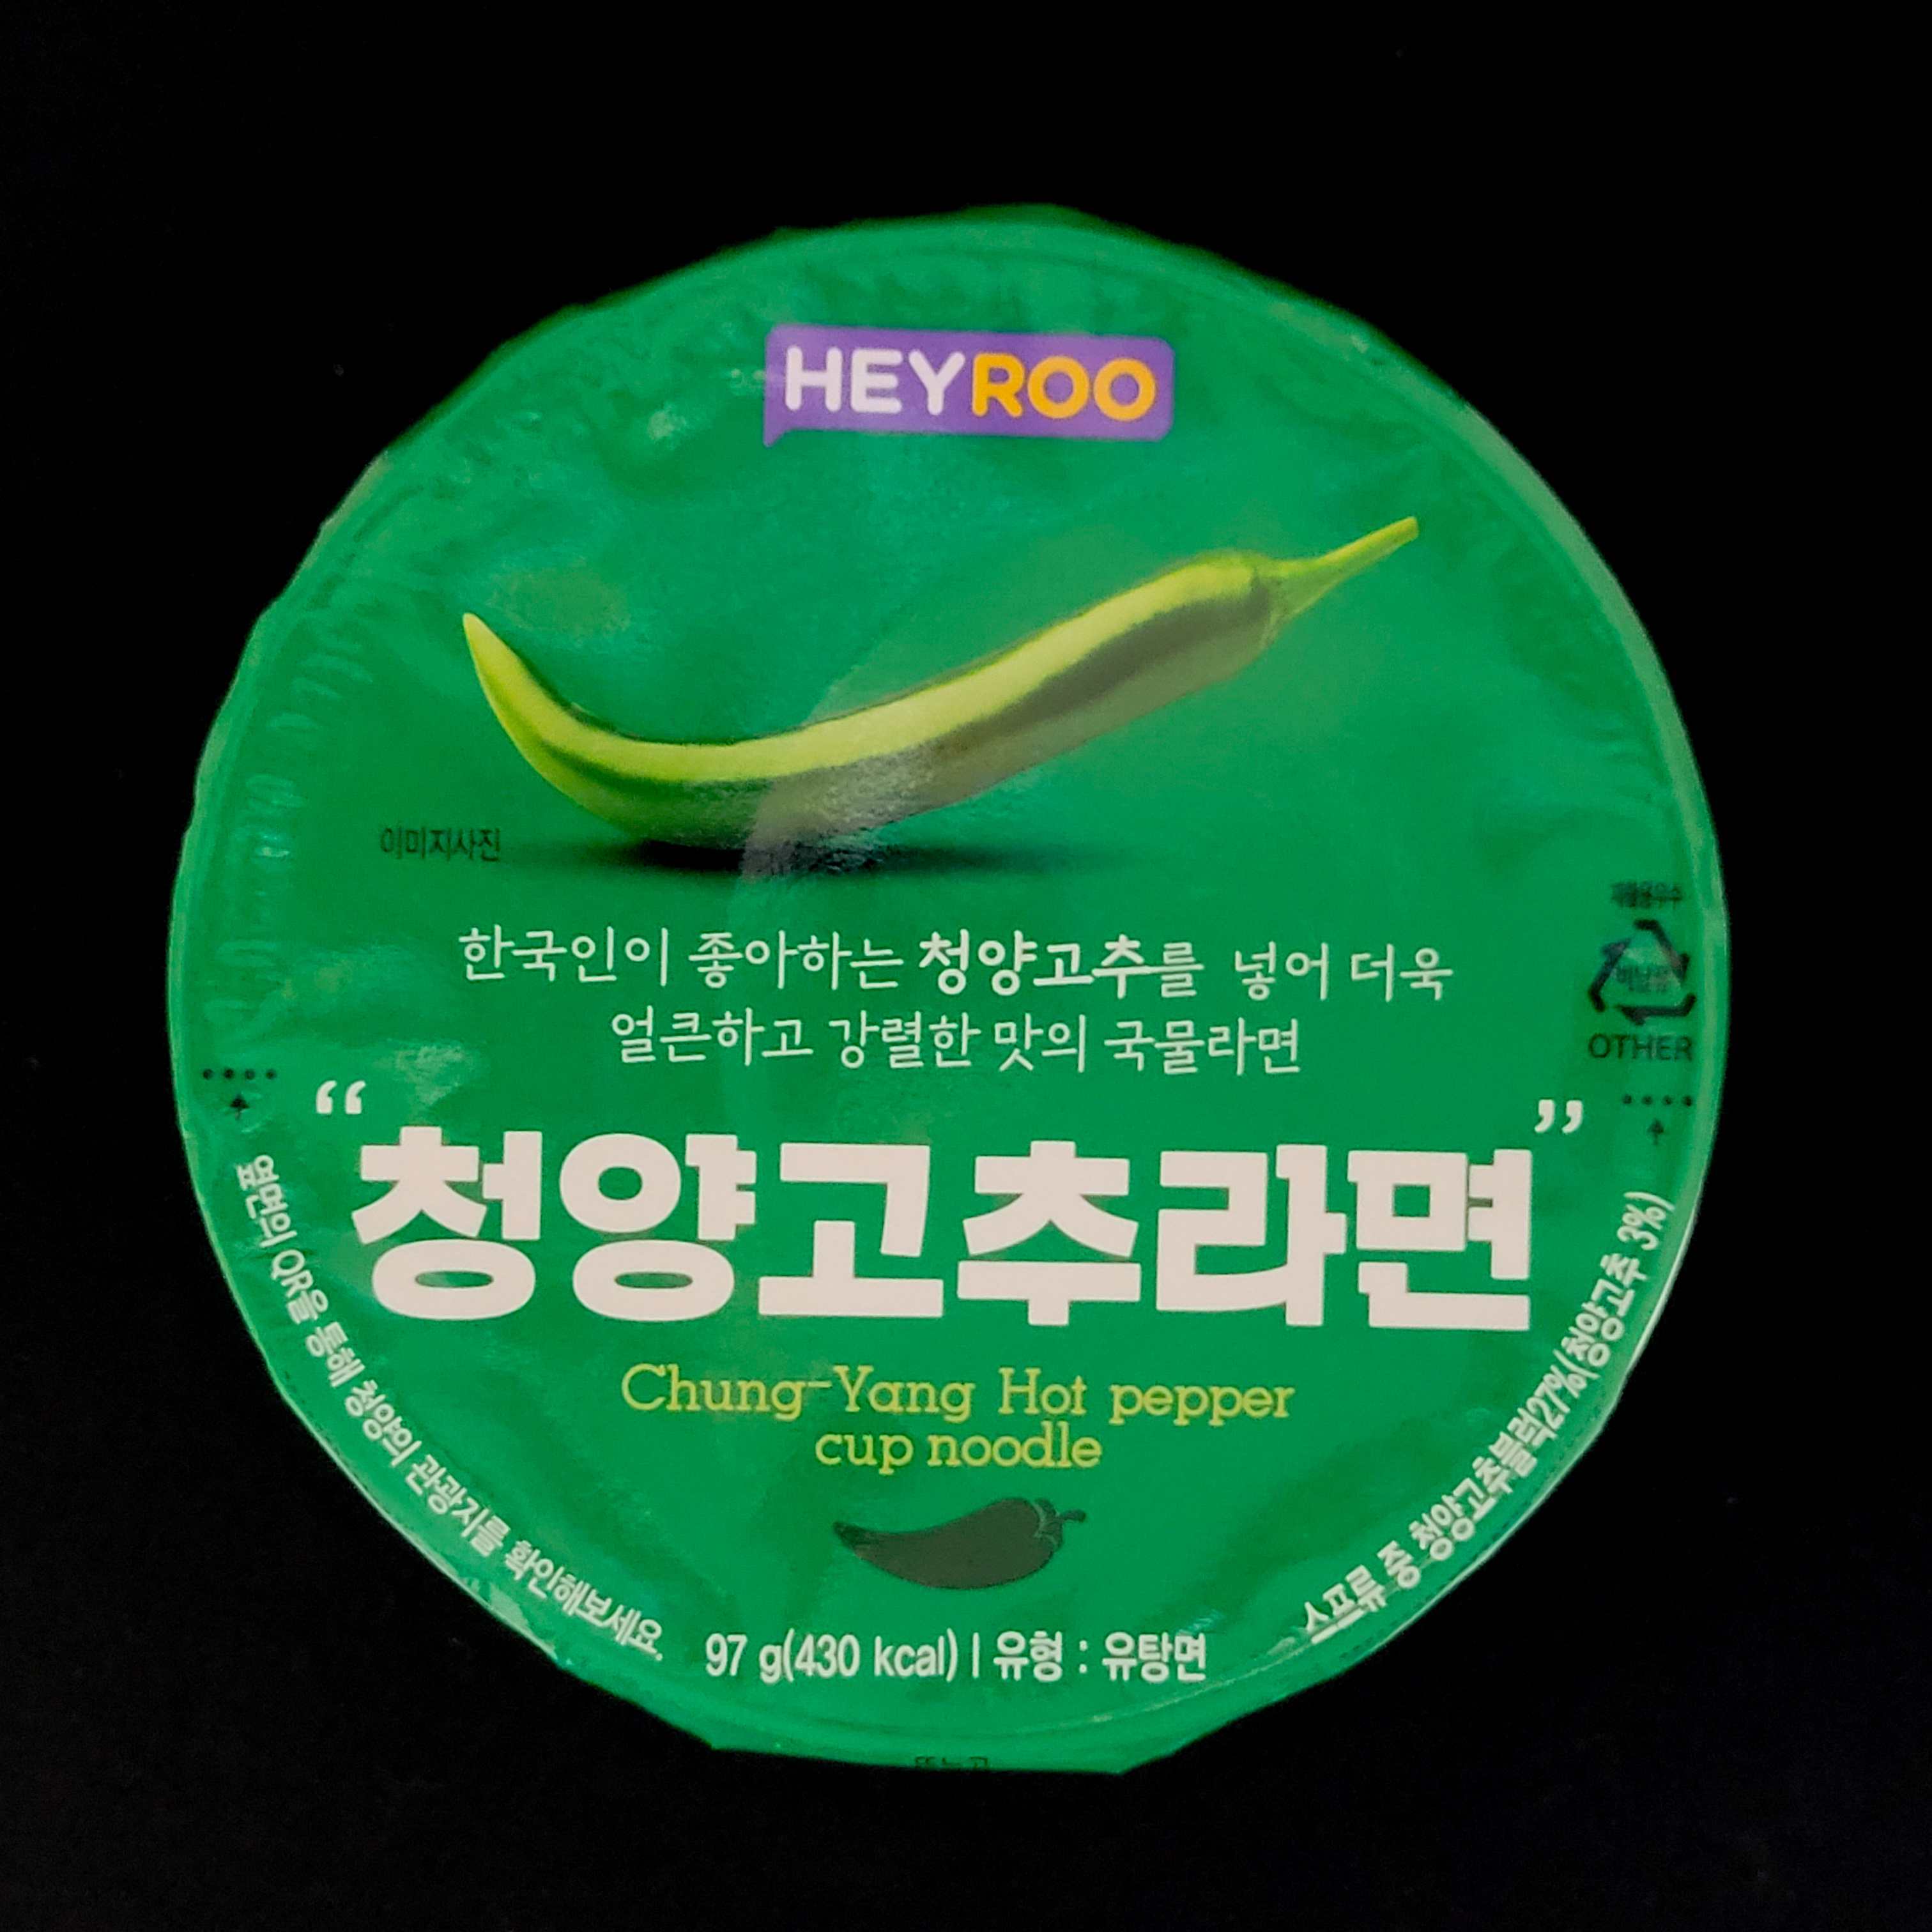 HEYROO
이미지사진
한국인이 좋아하는 청양고추를 넣어 더욱
얼큰하고 강렬한 맛의 국물라면
“청양고추라면”
Chung-Yang Hot pepper
cup noodle
97 g(430 kcal) | 유형 : 유탕면
옆면의 QR을 통해 청양의 관광지를 확인해보세요.
스프류 중 청양고추블럭27%(청양고추 3%)
OTHER